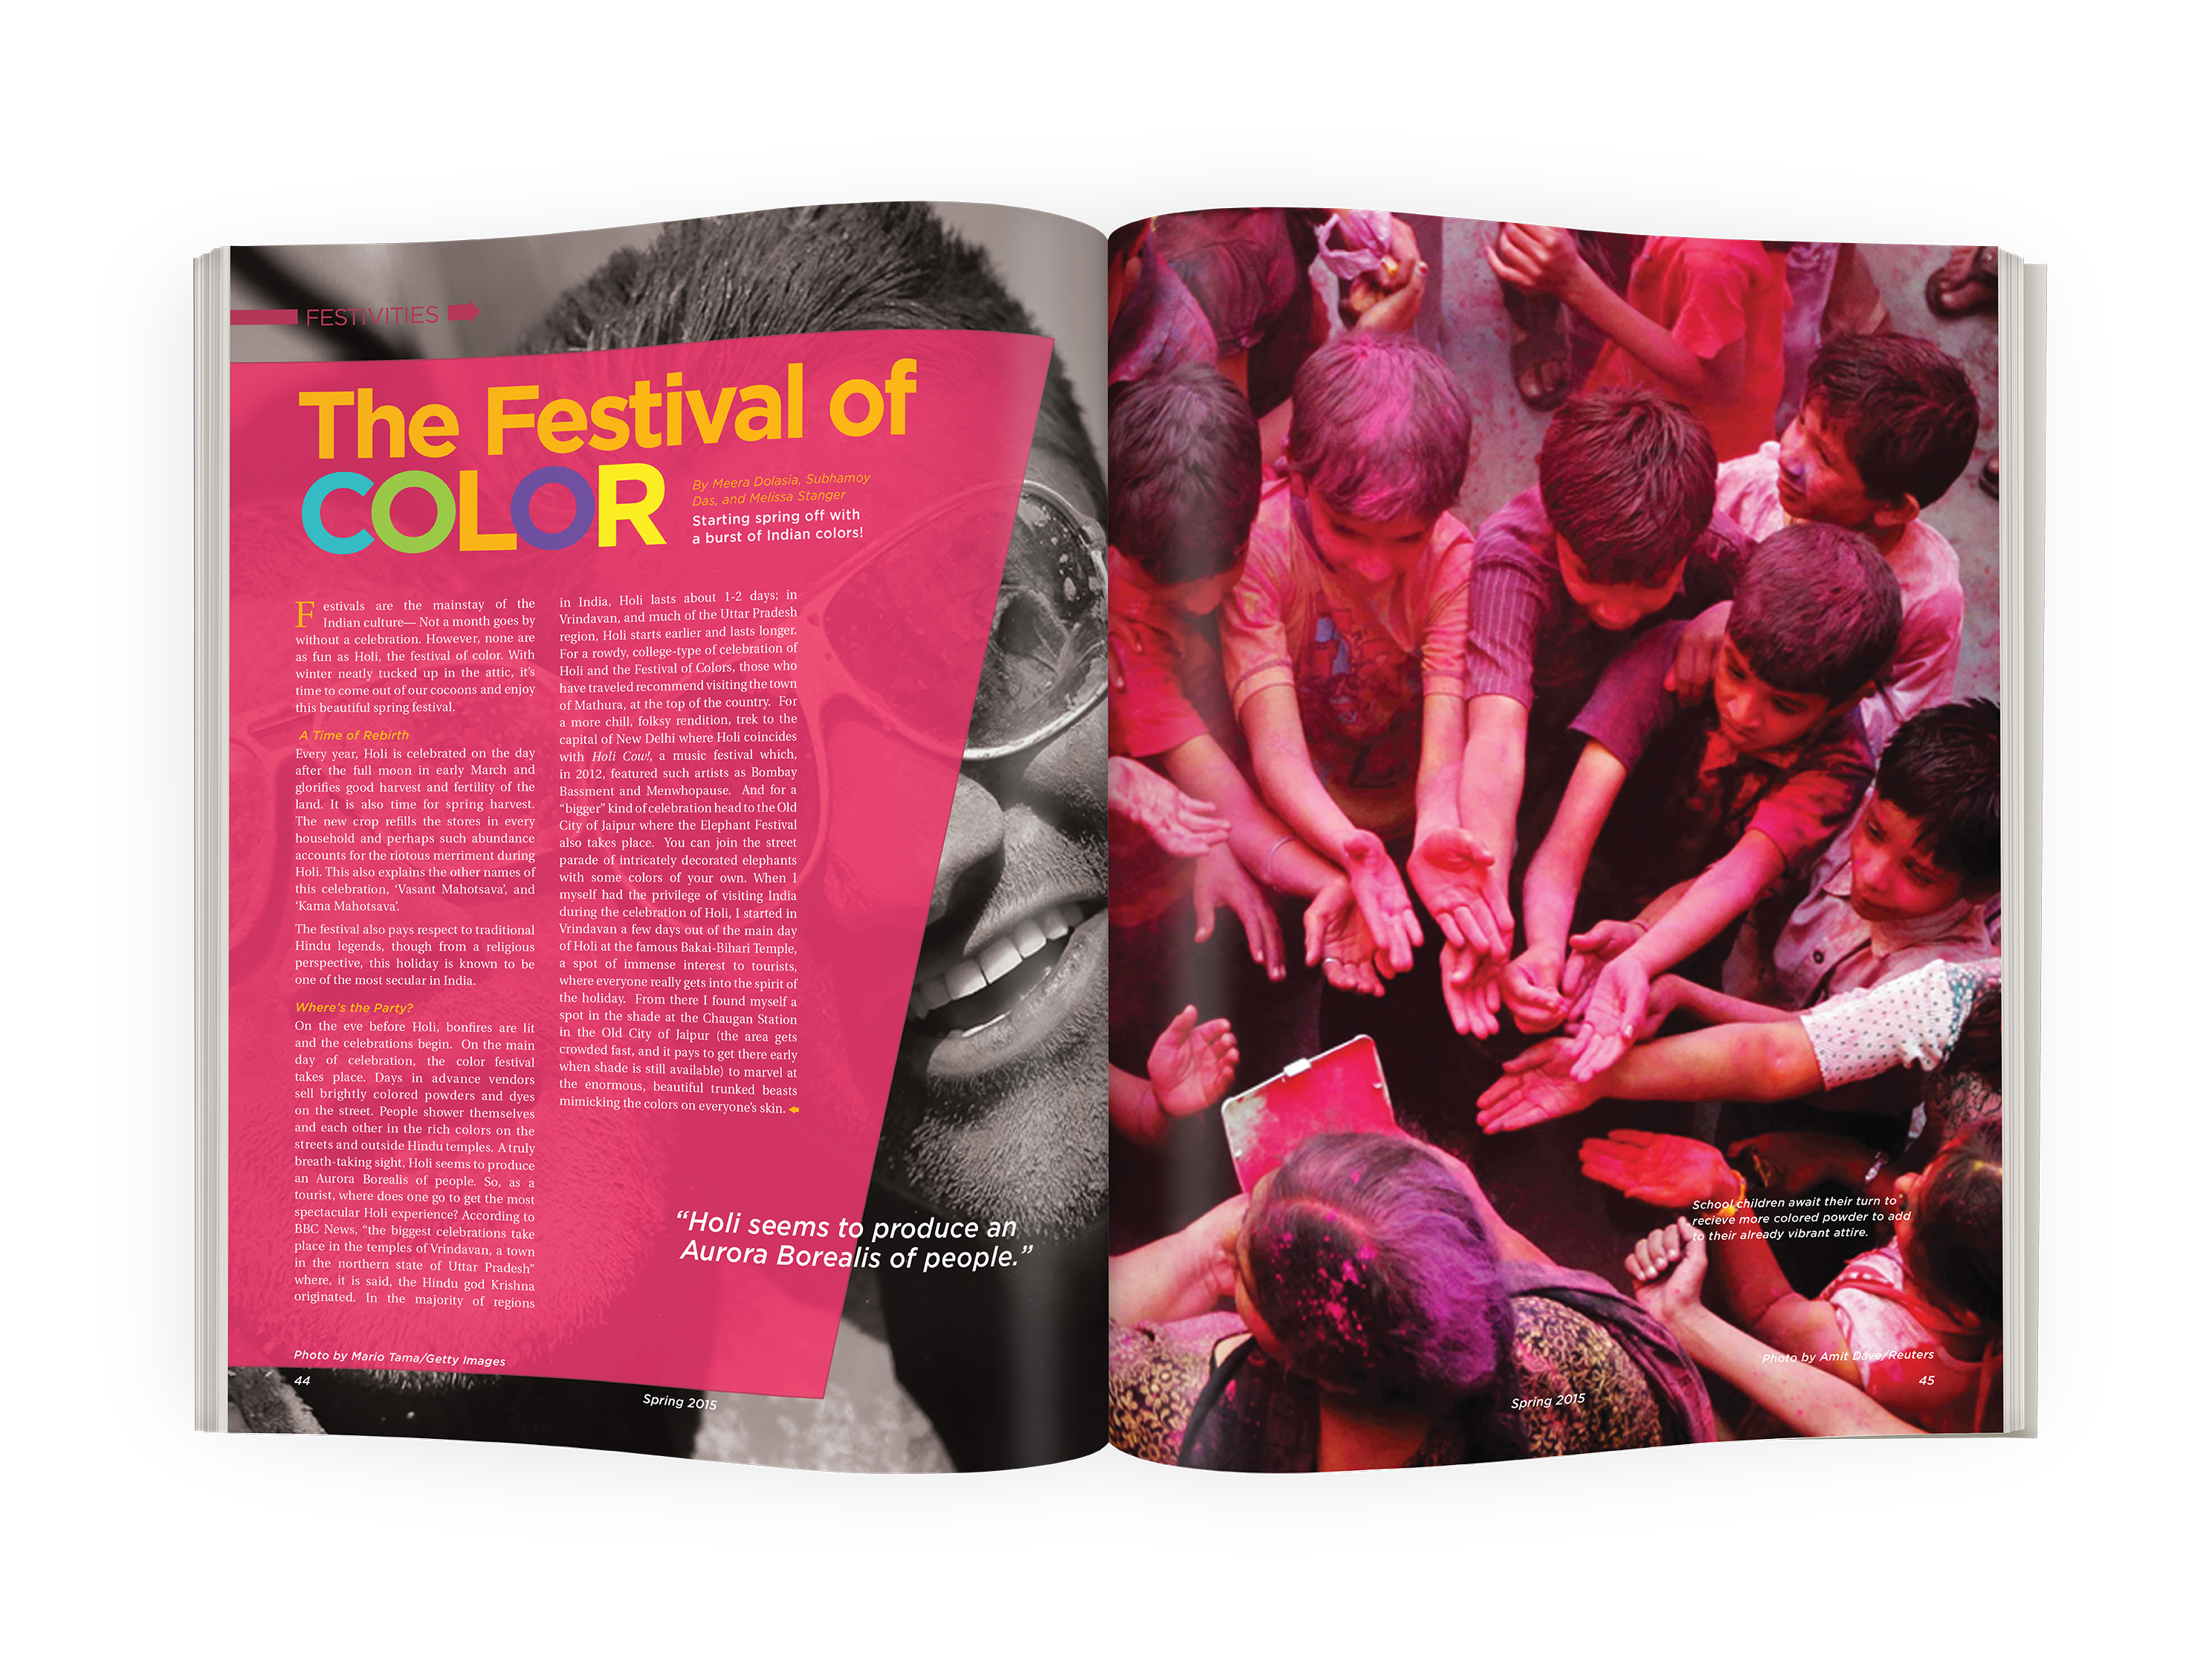 FESTIVITIES
The Festival of
COLOR
By Meera Dolasia, Subhamoy
Das, and Melissa Stanger
Starting spring off with
a burst of Indian colors!
Festivals are the mainstay of the
Indian culture— Not a month goes by
without a celebration. However, none are
as fun as Holi, the festival of color. With
winter neatly tucked up in the attic, it's
time to come out of our cocoons and enjoy
this beautiful spring festival.
A Time of Rebirth
Every year, Holi is celebrated on the day
after the full moon in early March and
glorifies good harvest and fertility of the
land. It is also time for spring harvest.
The new crop refills the stores in every
household and perhaps such abundance
accounts for the riotous merriment during
Holi. This also explains the other names of
this celebration, ‘Vasant Mahotsava’, and
‘Kama Mahotsava’.
The festival also pays respect to traditional
Hindu legends, though from a religious
perspective, this holiday is known to be
one of the most secular in India.
Where's the Party?
On the eve before Holi, bonfires are lit
and the celebrations begin. On the main
day of celebration, the color festival
takes place. Days in advance vendors
sell brightly colored powders and dyes
on the street. People shower themselves
and each other in the rich colors on the
streets and outside Hindu temples. A truly
breath-taking sight, Holi seems to produce
an Aurora Borealis of people. So, as a
tourist, where does one go to get the most
spectacular Holi experience? According to
BBC News, “the biggest celebrations take
place in the temples of Vrindavan, a town
in the northern state of Uttar Pradesh”
where, it is said, the Hindu god Krishna
originated. In the majority of regions
in India, Holi lasts about 1-2 days; in
Vrindavan, and much of the Uttar Pradesh
region, Holi starts earlier and lasts longer.
For a rowdy, college-type of celebration of
Holi and the Festival of Colors, those who
have traveled recommend visiting the town
of Mathura, at the top of the country. For
a more chill, folksy rendition, trek to the
capital of New Delhi where Holi coincides
with Holi Cow!, a music festival which,
in 2012, featured such artists as Bombay
Bassment and Menwhopause. And for a
“bigger” kind of celebration head to the Old
City of Jaipur where the Elephant Festival
also takes place. You can join the street
parade of intricately decorated elephants
with some colors of your own. When I
myself had the privilege of visiting India
during the celebration of Holi, I started in
Vrindavan a few days out of the main day
of Holi at the famous Bakai-Bihari Temple,
a spot of immense interest to tourists,
where everyone really gets into the spirit of
the holiday. From there I found myself a
spot in the shade at the Chaugan Station
in the Old City of Jaipur (the area gets
crowded fast, and it pays to get there early
when shade is still available) to marvel at
the enormous, beautiful trunked beasts
mimicking the colors on everyone's skin.
“Holi seems to produce an
Aurora Borealis of people.”
Photo by Mario Tama/Getty Images
44
Spring 2015
School children await their turn to
recieve more colored powder to add
to their already vibrant attire.
Photo by Amit Dave/Reuters
45
Spring 2015